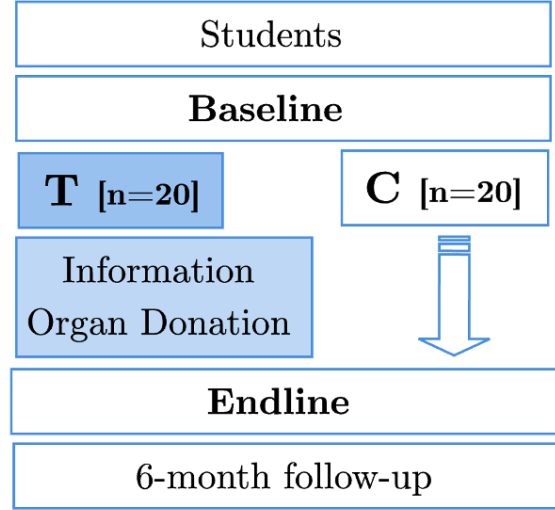 Students
Baseline
T [n=20]
C [n=20]
Information
Organ Donation
Endline
6-month follow-up